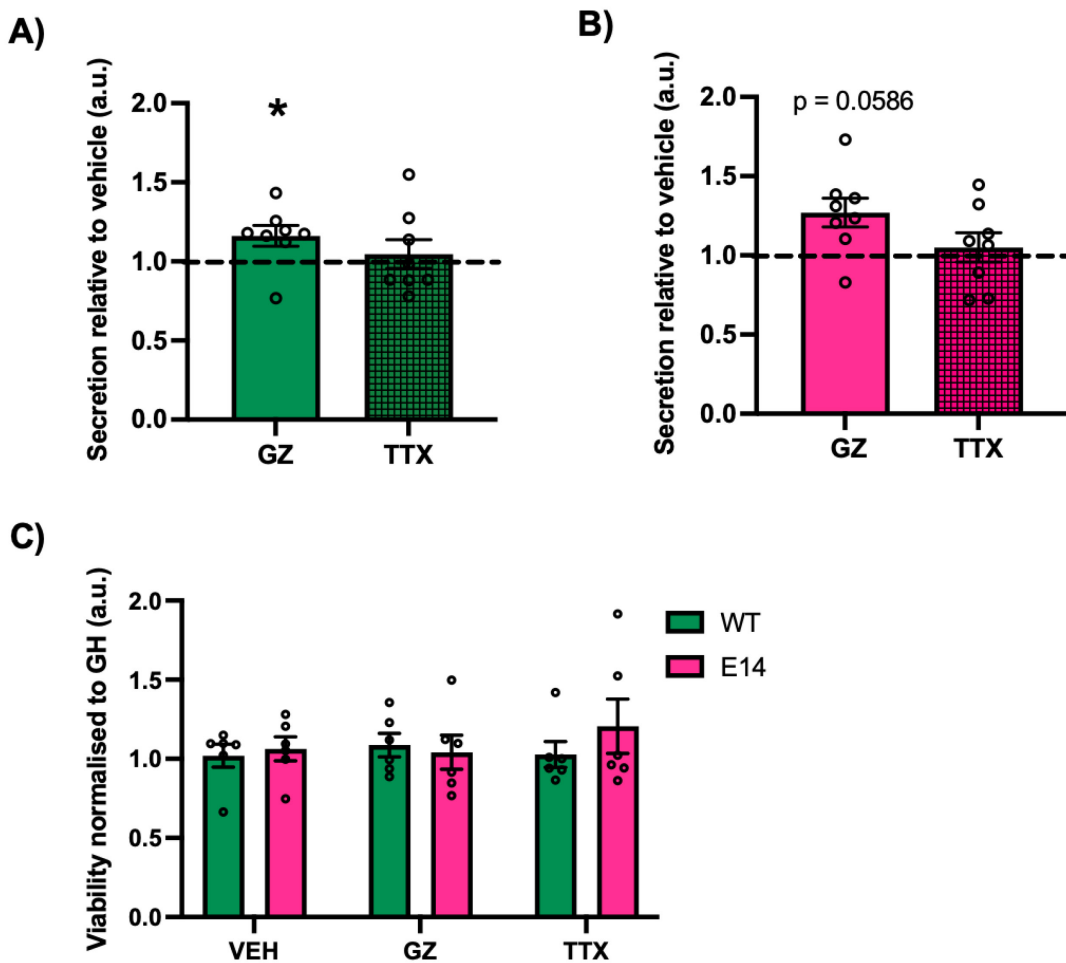 A)
Secretion relative to vehicle (a.u.)
2.0
1.5
1.0
0.5
0.0
*
GZ
TTX
B)
Secretion relative to vehicle (a.u.)
2.0
1.5
1.0
0.5
0.0
p = 0.0586
GZ
TTX
C)
Viability normalised to GH (a.u.)
2.0
1.5
1.0
0.5
0.0
VEH
GZ
TTX
WT
E14